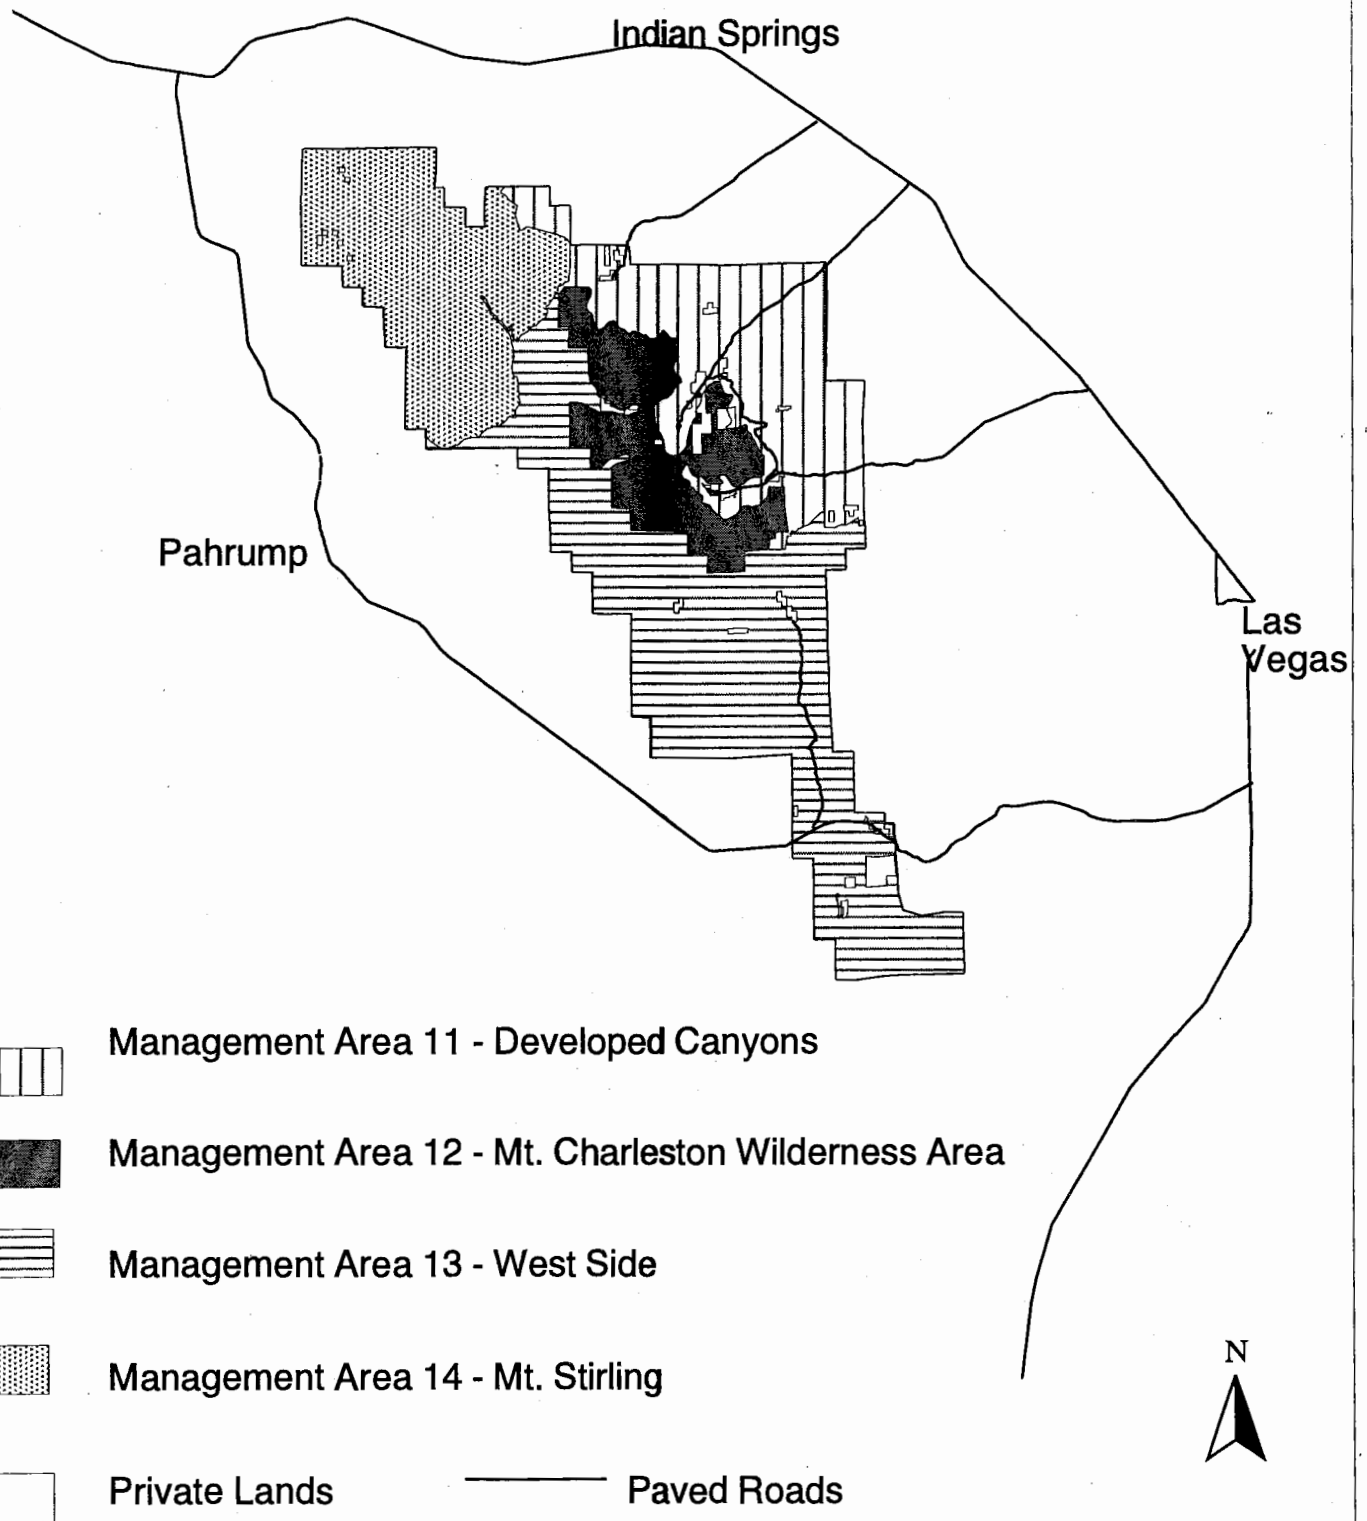 Indian Springs
Pahrump
Las
Vegas
Management Area 11 - Developed Canyons
Management Area 12 - Mt. Charleston Wilderness Area
Management Area 13 - West Side
Management Area 14 - Mt. Stirling
N
Private Lands
Paved Roads